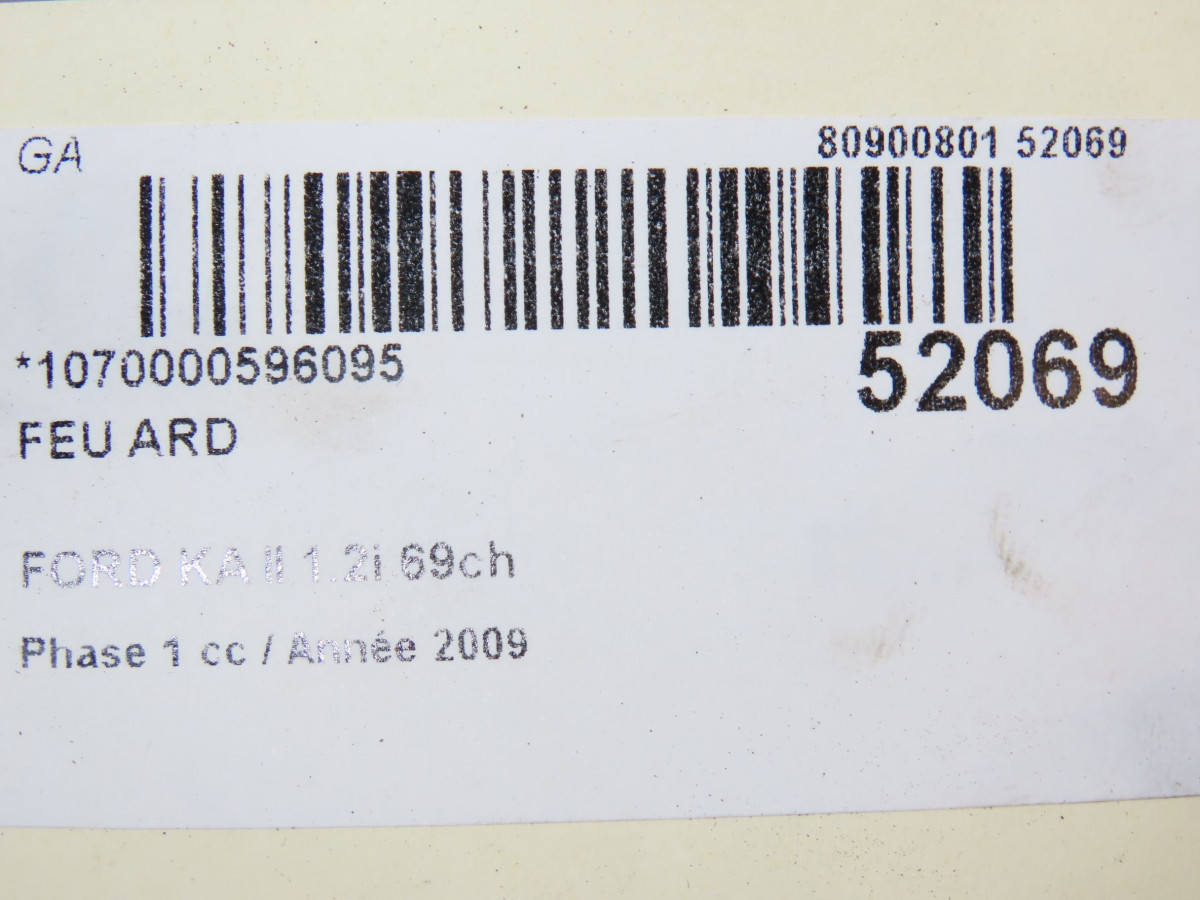 GA
80900801 52069
*1070000596095
52069
FEU ARD
FORD KA II 1.2i 69ch
Phase 1 cc / Année 2009